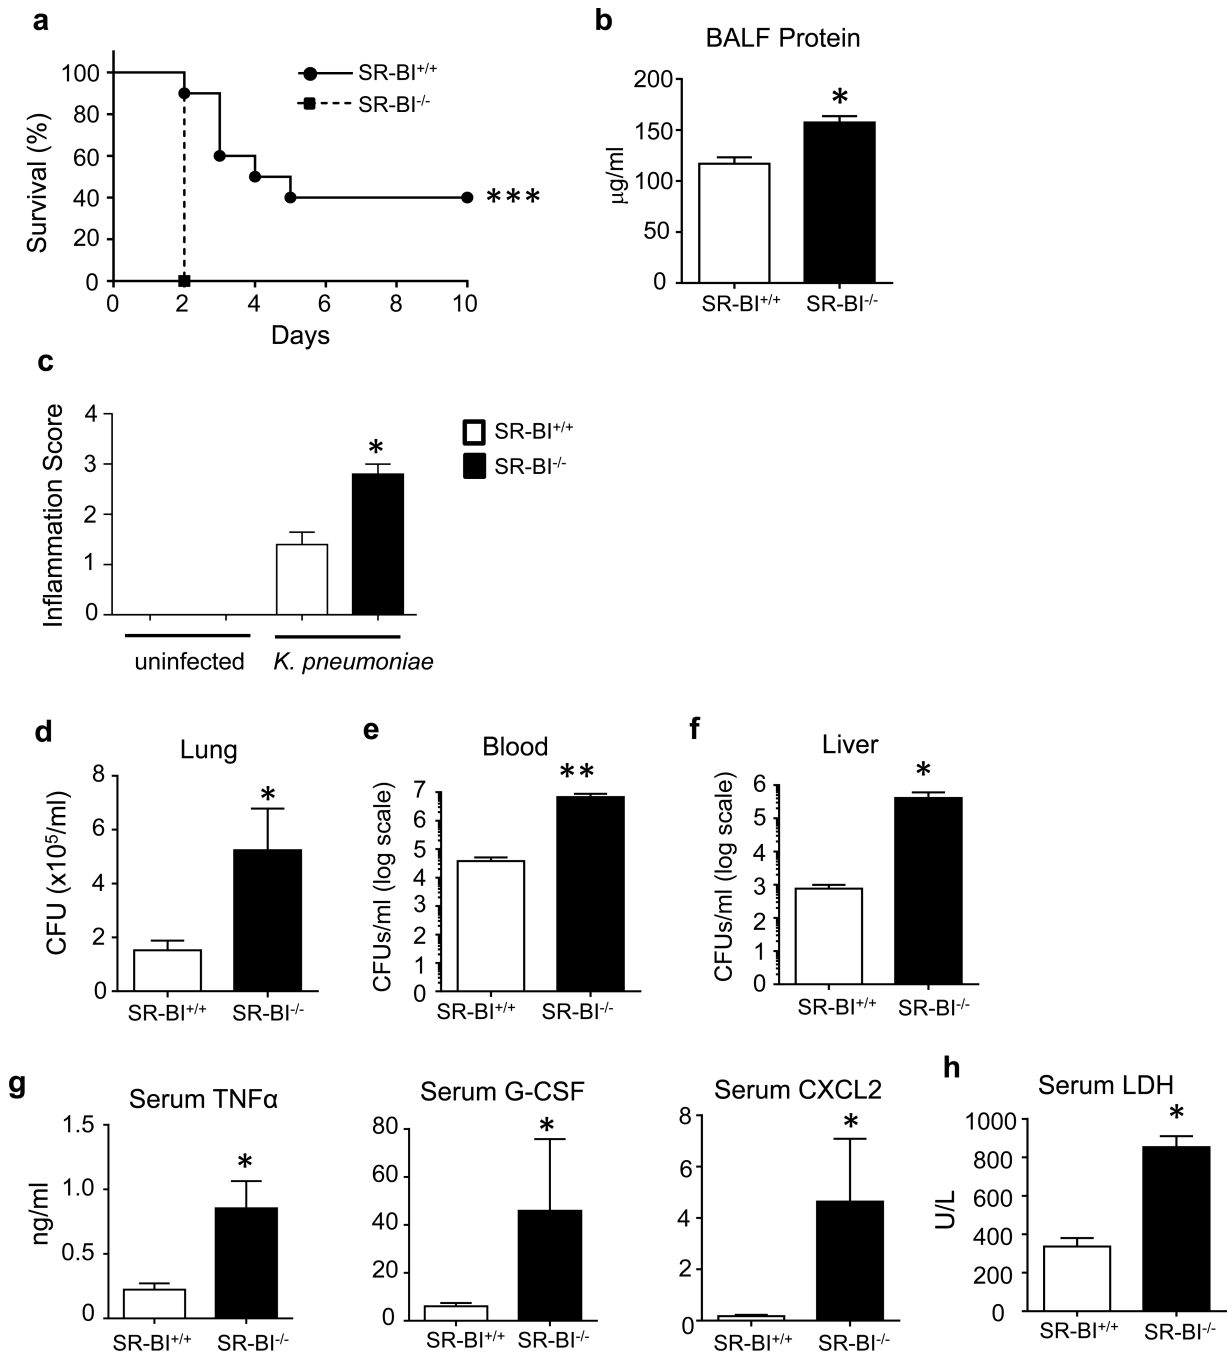 a
100
80
60
40
20
0
Survival (%)
0 2 4 6 8 10
Days
SR-BI+/+
SR-BI-/-
***
b
BALF Protein
200
150
100
50
0
µg/ml
*
SR-BI+/+ SR-BI-/-
c
Inflammation Score
4
3
2
1
0
*
uninfected K. pneumoniae
SR-BI+/+
SR-BI-/-
d
Lung
CFU (x10⁵/ml)
8
6
4
2
0
*
SR-BI+/+ SR-BI-/-
e
Blood
CFUs/ml (log scale)
7
6
5
4
3
2
1
0
**
SR-BI+/+ SR-BI-/-
f
Liver
CFUs/ml (log scale)
6
5
4
3
2
1
0
*
SR-BI+/+ SR-BI-/-
g
Serum TNFα
ng/ml
1.5
1.0
0.5
0
*
SR-BI+/+ SR-BI-/-
Serum G-CSF
80
60
40
20
0
*
SR-BI+/+ SR-BI-/-
Serum CXCL2
8
6
4
2
0
*
SR-BI+/+ SR-BI-/-
h
Serum LDH
U/L
1000
800
600
400
200
0
*
SR-BI+/+ SR-BI-/-